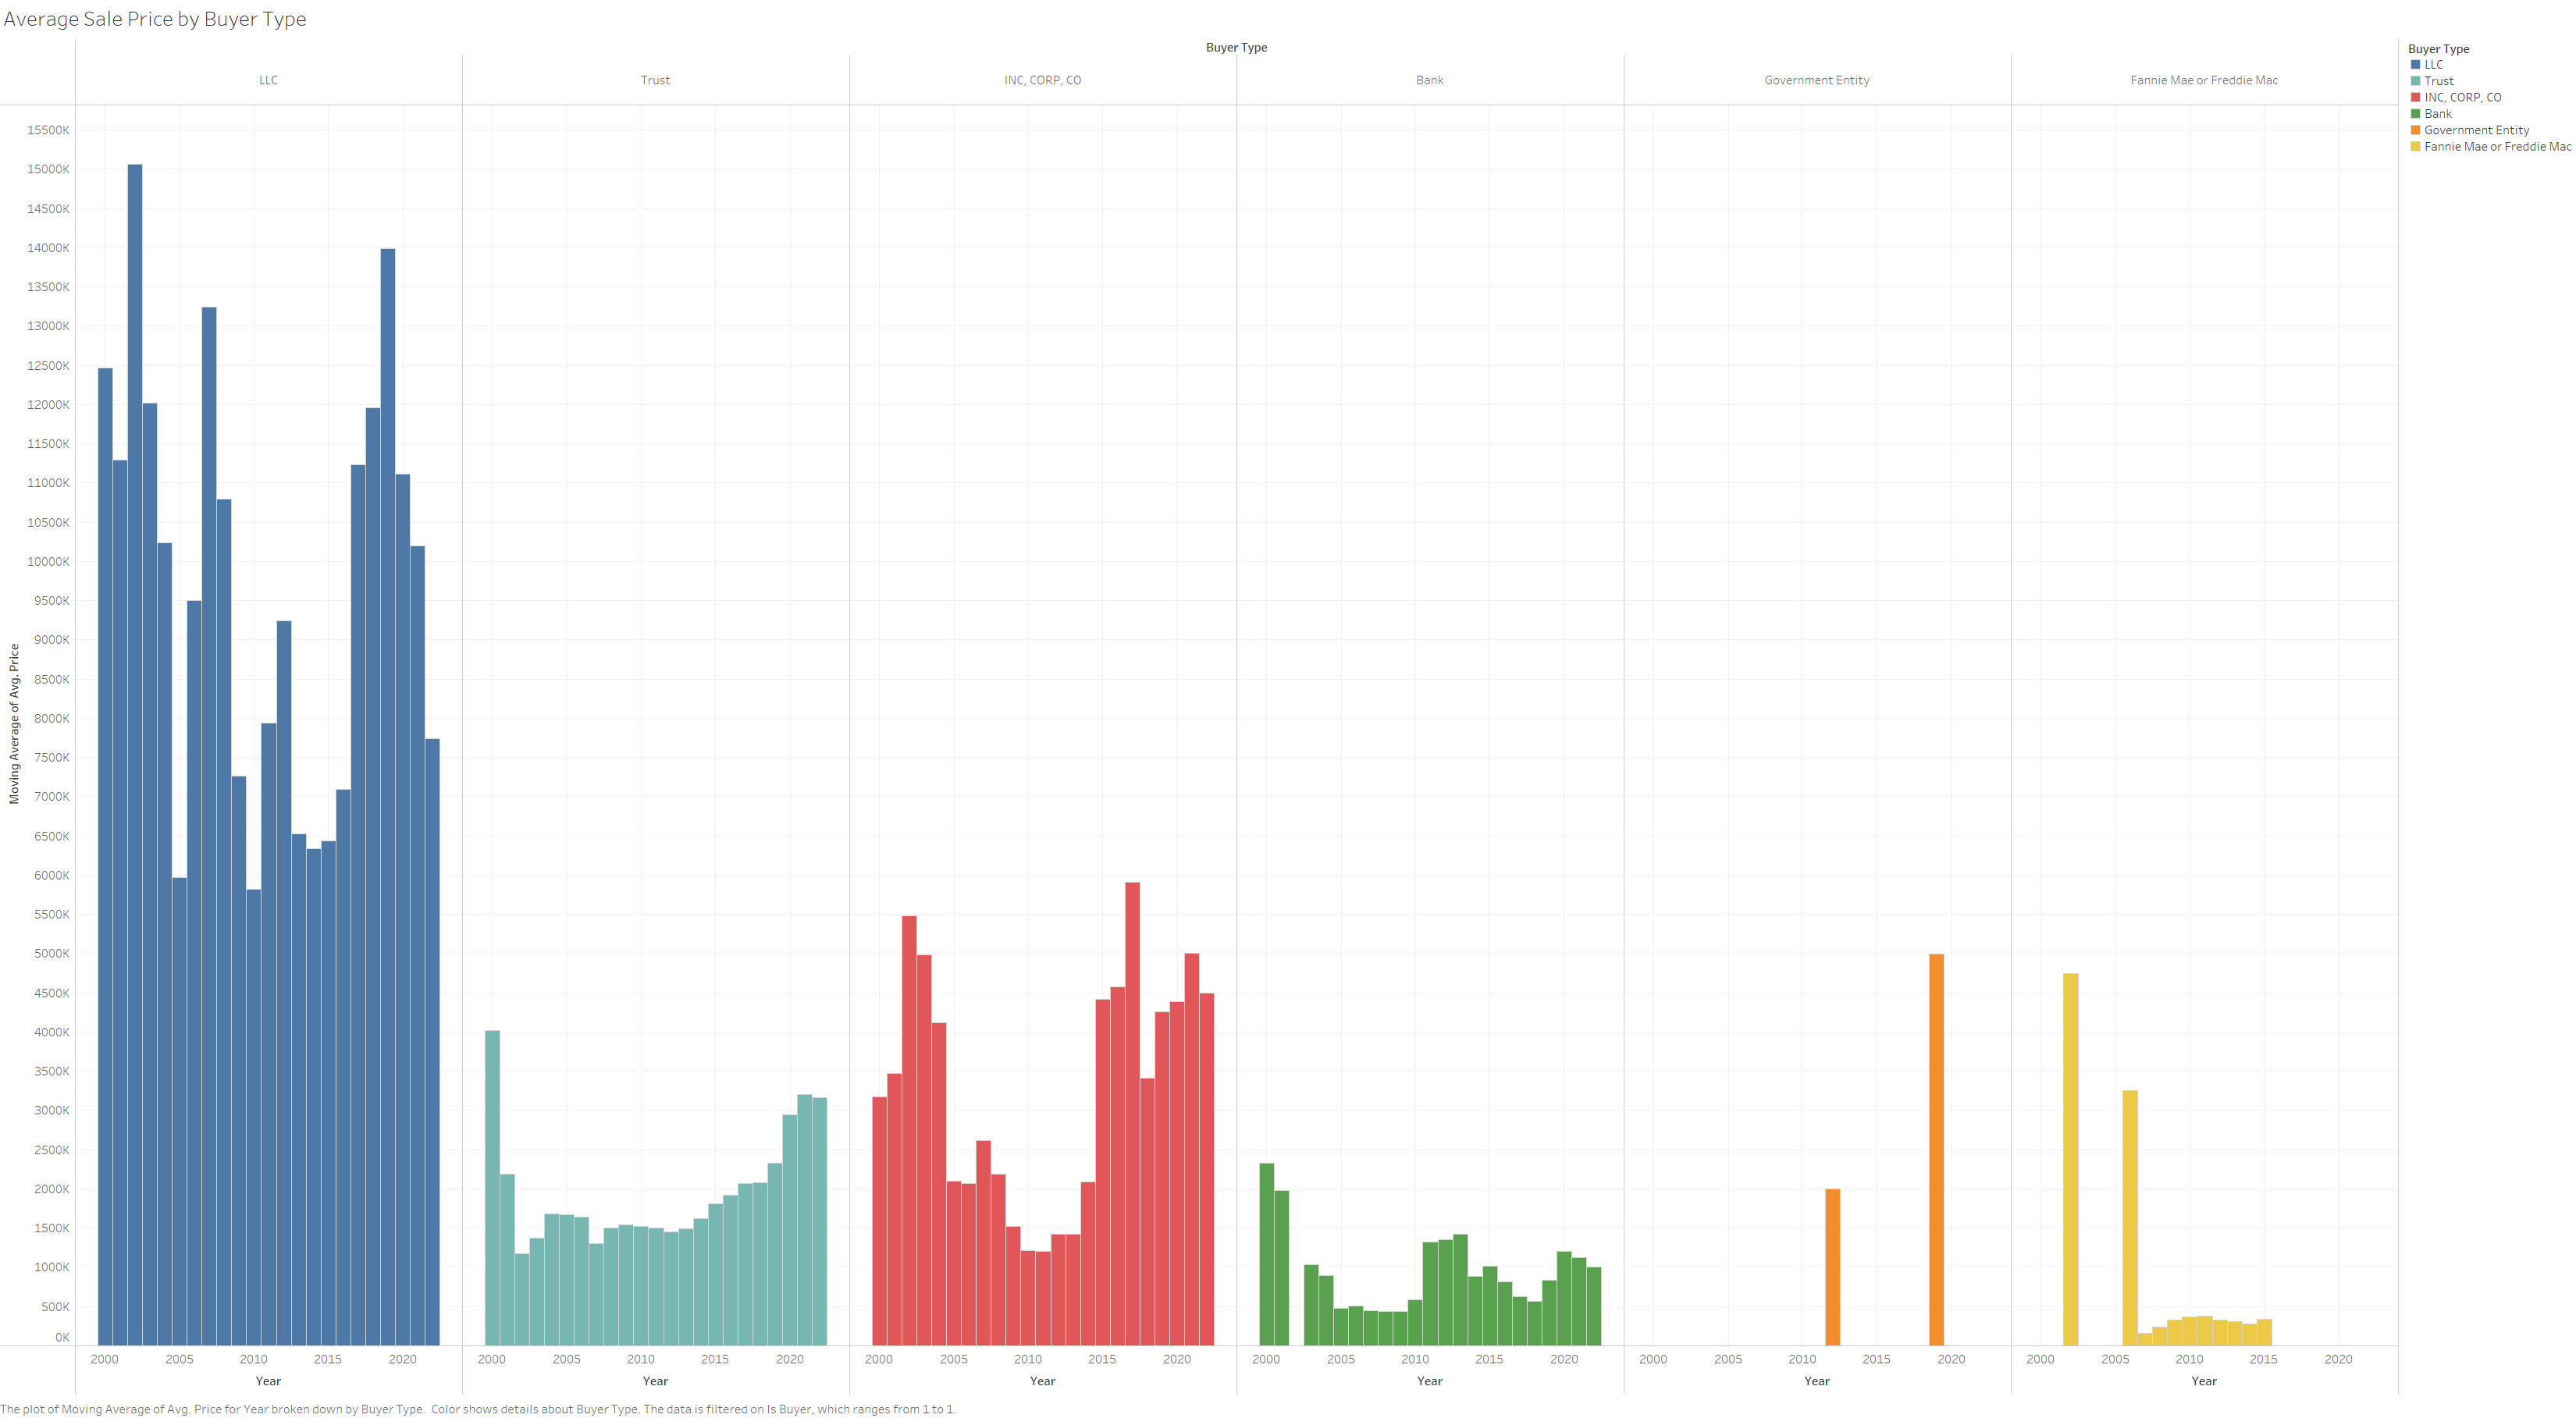 Average Sale Price by Buyer Type
Buyer Type
LLC Trust INC, CORP, CO Bank Government Entity Fannie Mae or Freddie Mac
Buyer Type
LLC
Trust
INC, CORP, CO
Bank
Government Entity
Fannie Mae or Freddie Mac
Moving Average of Avg. Price
15500K
15000K
14500K
14000K
13500K
13000K
12500K
12000K
11500K
11000K
10500K
10000K
9500K
9000K
8500K
8000K
7500K
7000K
6500K
6000K
5500K
5000K
4500K
4000K
3500K
3000K
2500K
2000K
1500K
1000K
500K
0K
2000 2005 2010 2015 2020 2000 2005 2010 2015 2020 2000 2005 2010 2015 2020 2000 2005 2010 2015 2020 2000 2005 2010 2015 2020 2000 2005 2010 2015 2020
Year Year Year Year Year Year
The plot of Moving Average of Avg. Price for Year broken down by Buyer Type. Color shows details about Buyer Type. The data is filtered on Is Buyer, which ranges from 1 to 1.